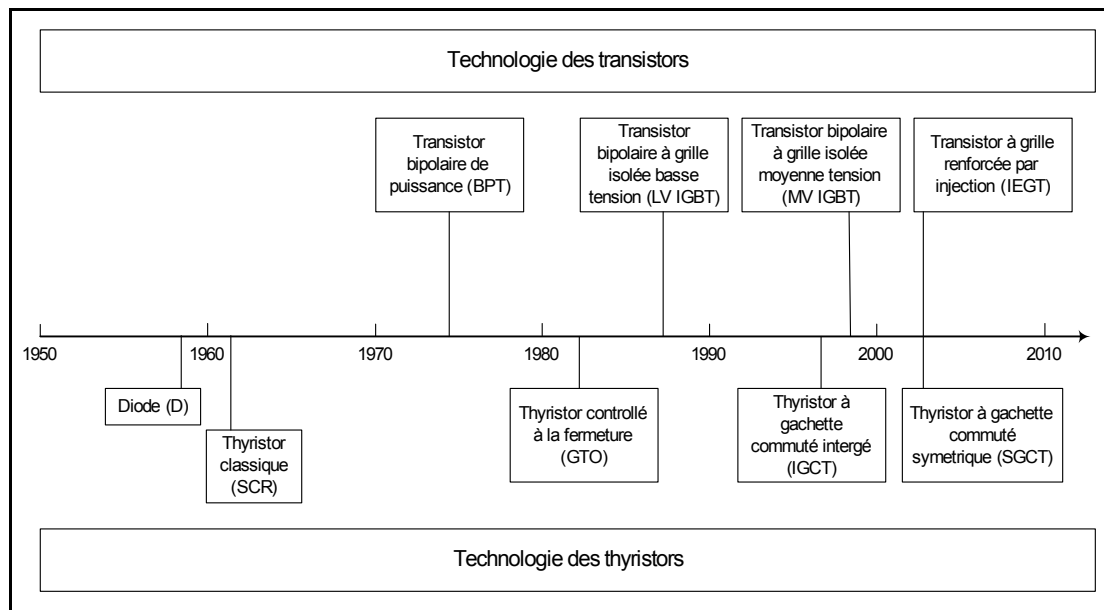 Technologie des transistors
Transistor
bipolaire de
puissance (BPT)
Transistor
bipolaire à grille
isolée basse
tension (LV IGBT)
Transistor bipolaire
à grille isolée
moyenne tension
(MV IGBT)
Transistor à grille
renforcée par
injection (IEGT)
1950
1960
1970
1980
1990
2000
2010
Diode (D)
Thyristor
classique
(SCR)
Thyristor controllé
à la fermeture
(GTO)
Thyristor à
gachette
commuté intergé
(IGCT)
Thyristor à gachette
commuté
symetrique (SGCT)
Technologie des thyristors